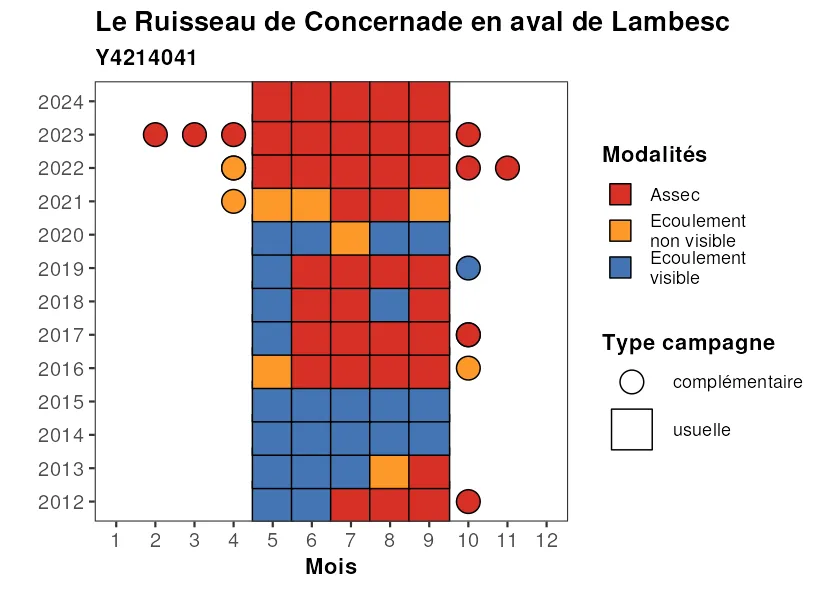 Le Ruisseau de Concernade en aval de Lambesc
Y4214041
2024
2023
2022
2021
2020
2019
2018
2017
2016
2015
2014
2013
2012
1 2 3 4 5 6 7 8 9 10 11 12
Mois
Modalités
Assec
Ecoulement
non visible
Ecoulement
visible
Type campagne
complémentaire
usuelle